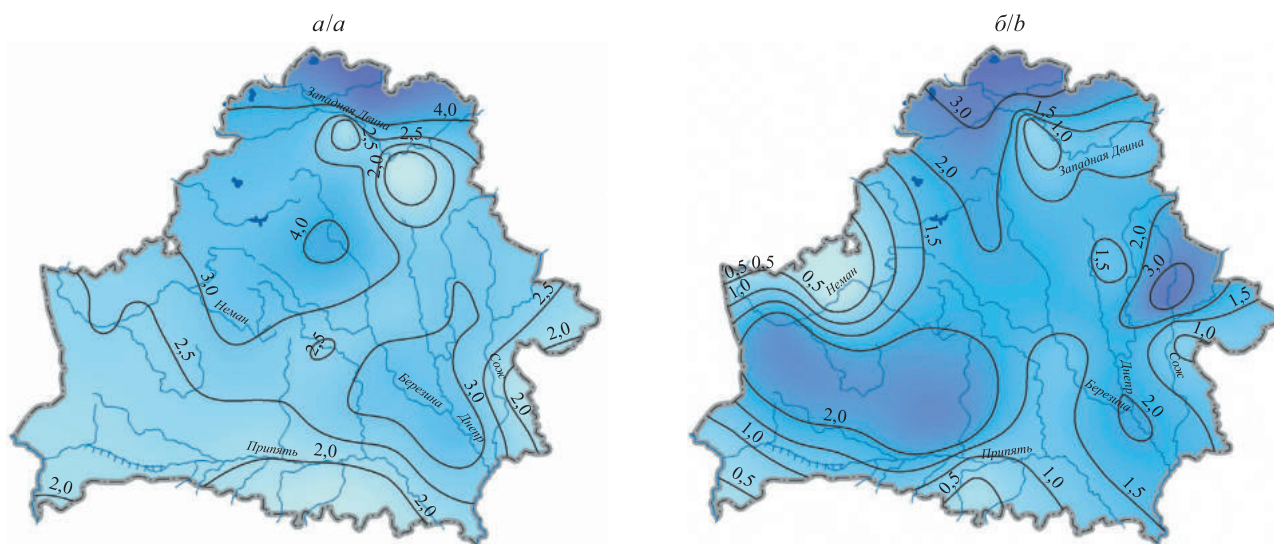 а/a
Западная Двина
4,0
2,5
2,5
2,0
4,0
3,0
Неман
2,5
2,0
2,5
2,5
Сож
3,0
Березина
2,0
Днепр
Припять
2,0
2,0
2,0
б/b
3,0
1,5
1,0
Западная Двина
2,0
1,5
2,0
0,5
0,5
0,5
Неман
1,5
3,0
1,0
1,5
1,0
Сож
Днепр
Березина
2,0
2,0
1,0
Припять
0,5
0,5
1,0
1,5